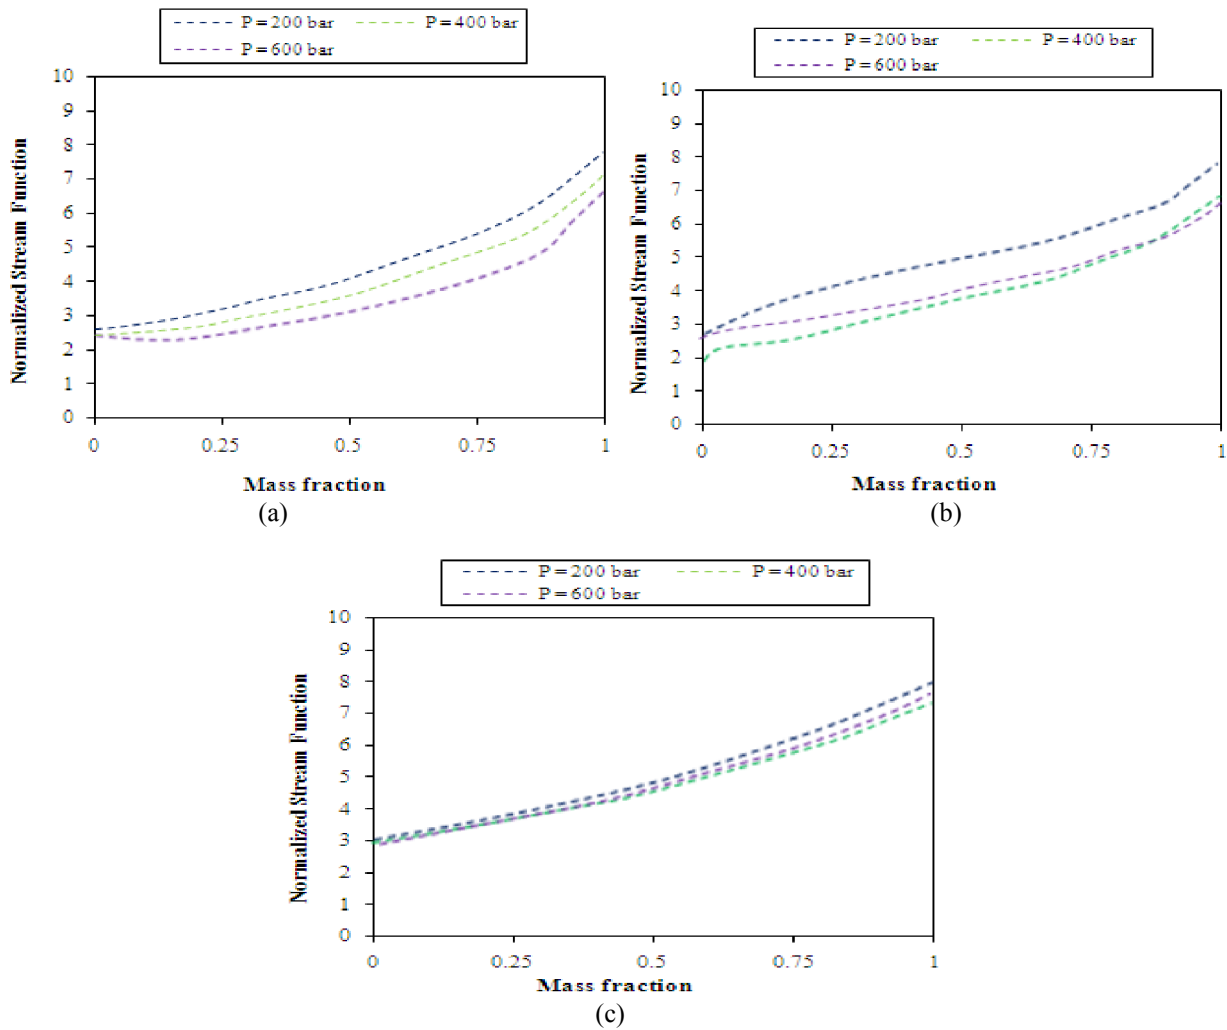 P = 200 bar
P = 400 bar
P = 600 bar
10
9
8
7
6
5
4
3
2
1
0
Normalized Stream Function
0
0.25
0.5
0.75
1
Mass fraction
(a)
P = 200 bar
P = 400 bar
P = 600 bar
10
9
8
7
6
5
4
3
2
1
0
Normalized Stream Function
0
0.25
0.5
0.75
1
Mass fraction
(b)
P = 200 bar
P = 400 bar
P = 600 bar
10
9
8
7
6
5
4
3
2
1
0
Normalized Stream Function
0
0.25
0.5
0.75
1
Mass fraction
(c)